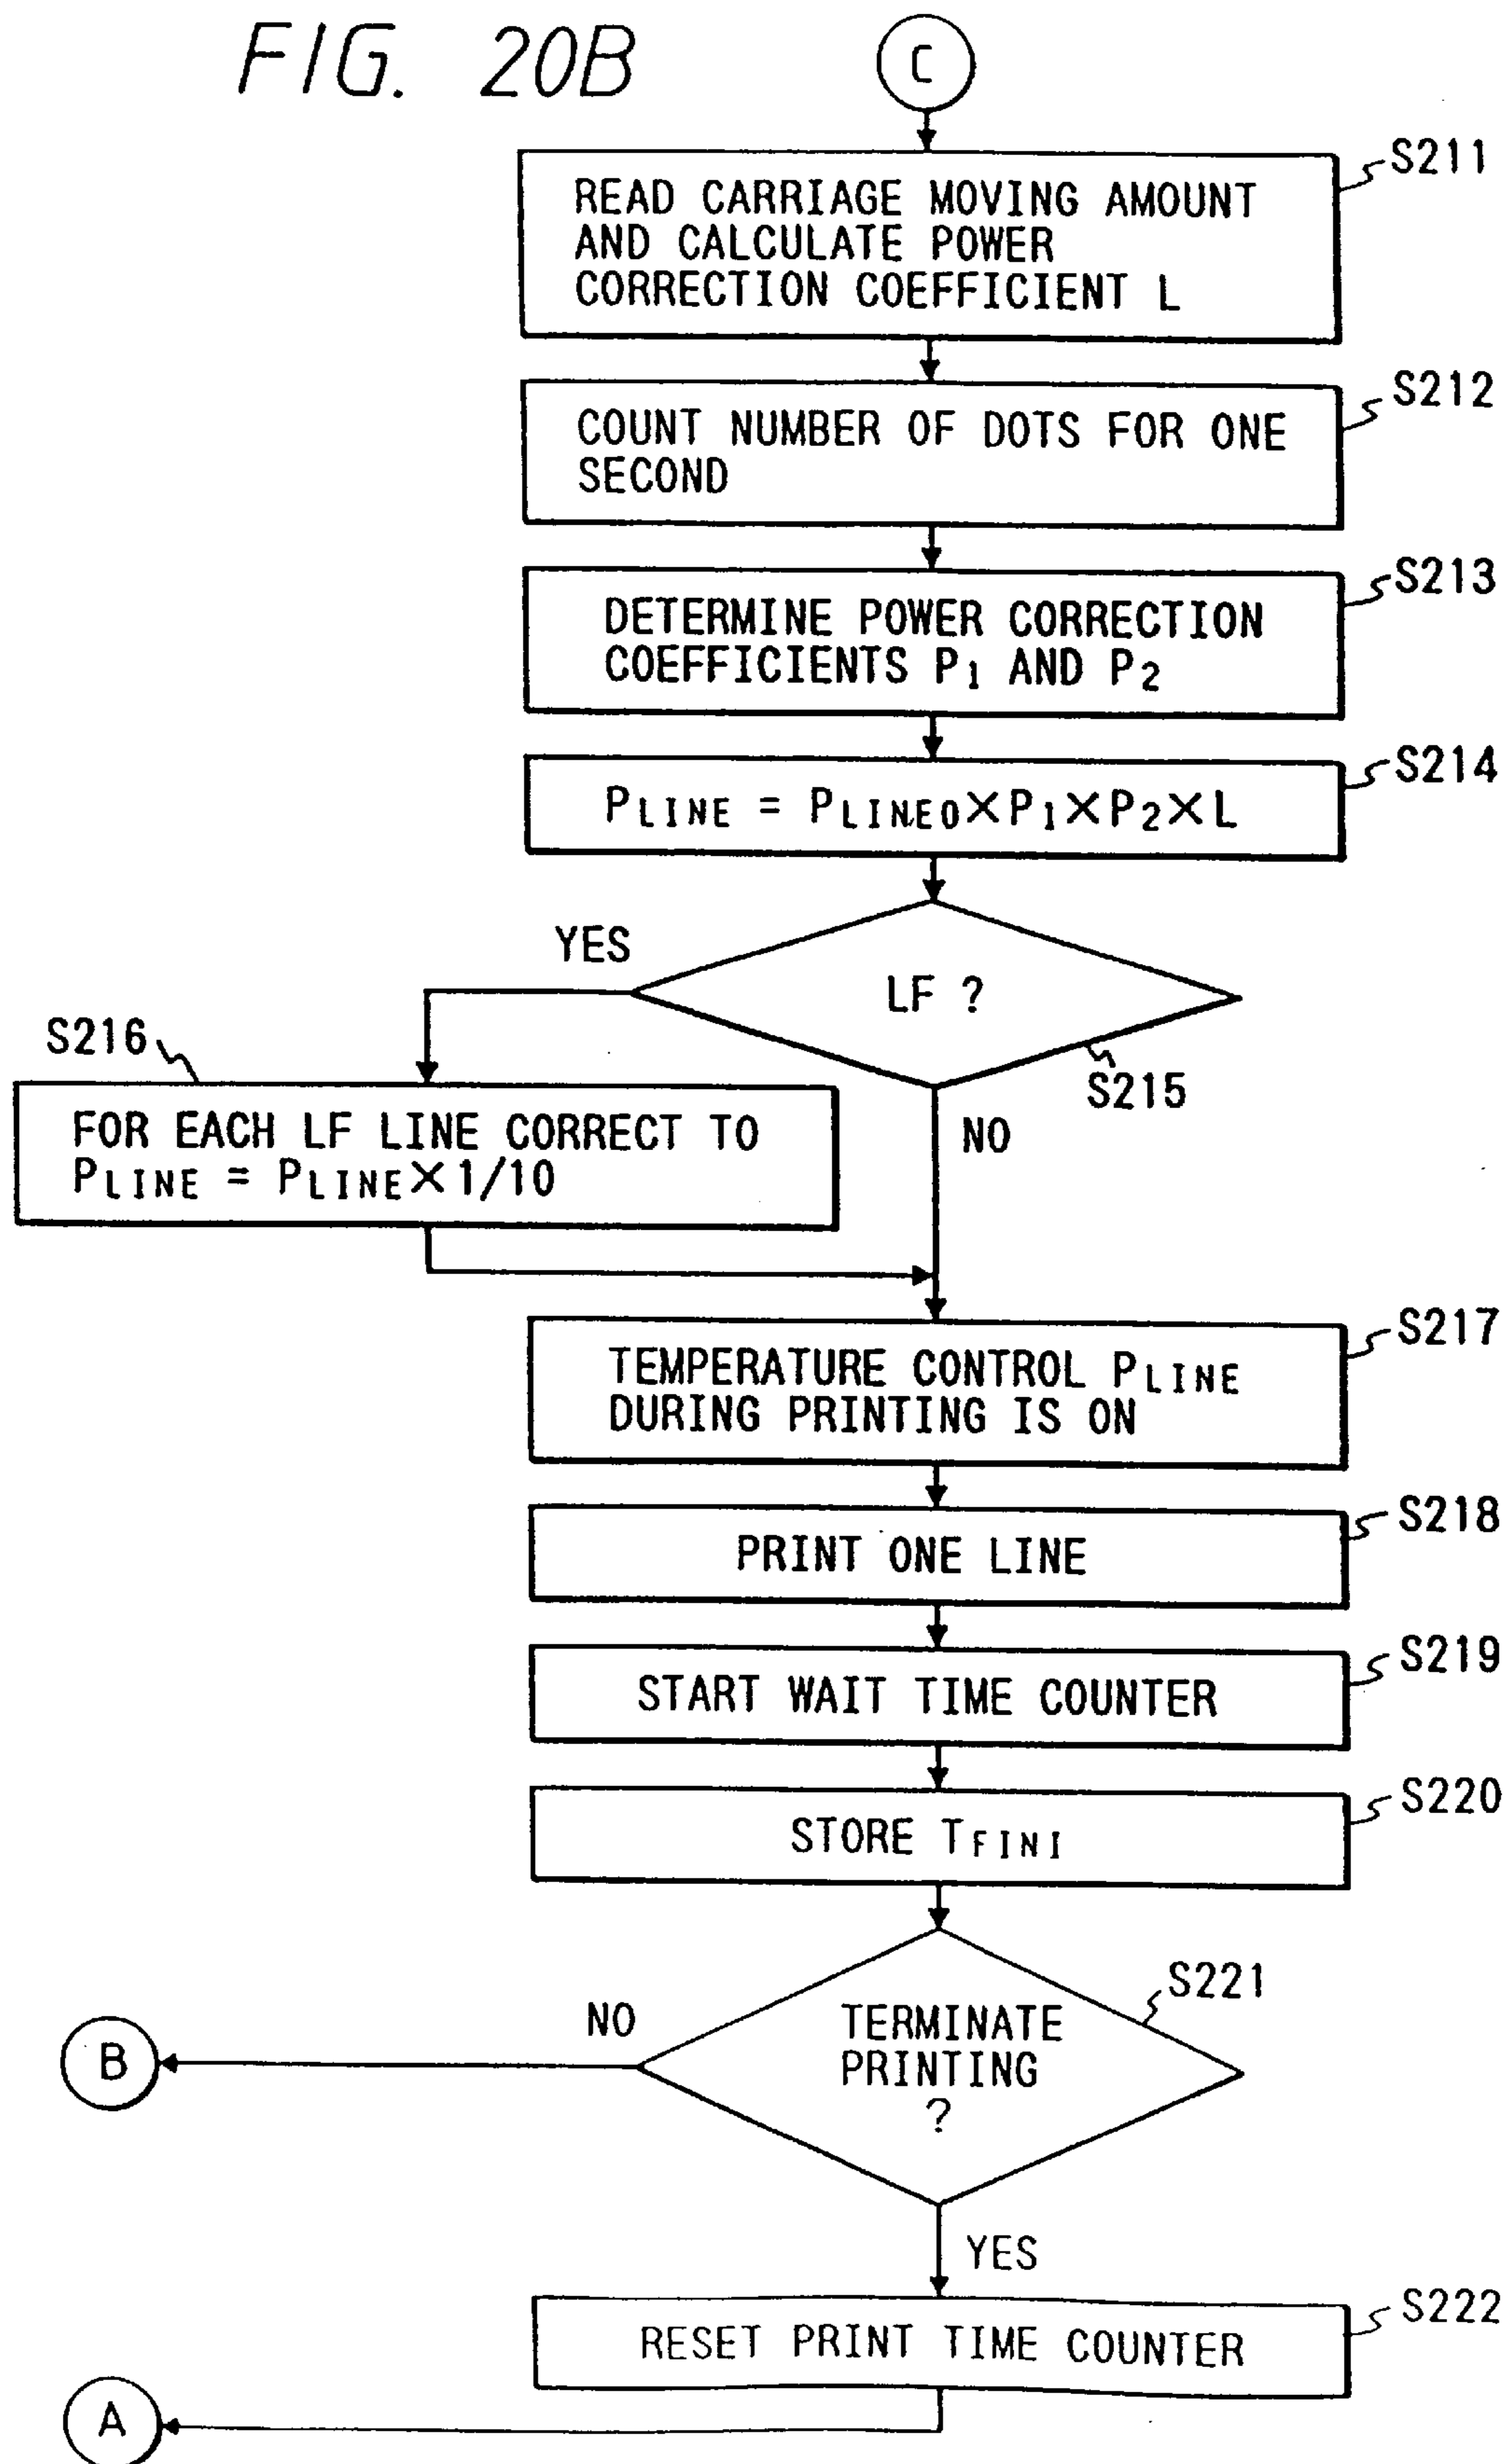 FIG. 20B
C
S211
READ CARRIAGE MOVING AMOUNT
AND CALCULATE POWER
CORRECTION COEFFICIENT L
S212
COUNT NUMBER OF DOTS FOR ONE
SECOND
S213
DETERMINE POWER CORRECTION
COEFFICIENTS P₁ AND P₂
S214
PLINE = PLINE0×P₁×P₂×L
YES
LF ?
S215
NO
S216
FOR EACH LF LINE CORRECT TO
PLINE = PLINE×1/10
S217
TEMPERATURE CONTROL PLINE
DURING PRINTING IS ON
S218
PRINT ONE LINE
S219
START WAIT TIME COUNTER
S220
STORE TFINI
S221
TERMINATE
PRINTING
?
NO
B
YES
S222
RESET PRINT TIME COUNTER
A